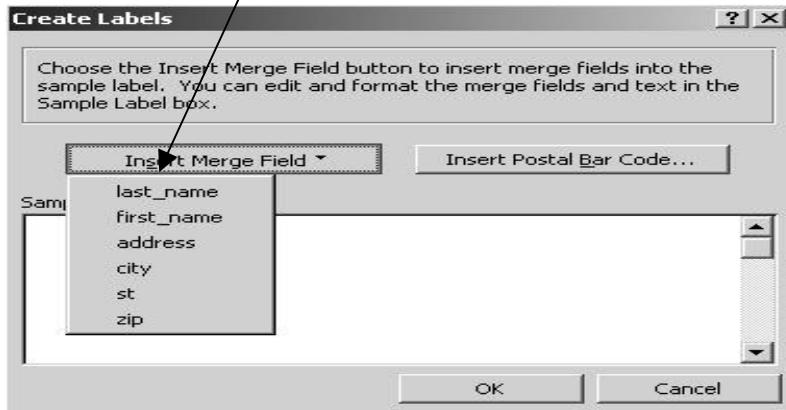 Create Labels
Choose the Insert Merge Field button to insert merge fields into the
sample label. You can edit and format the merge fields and text in the
Sample Label box.
Insert Merge Field
Insert Postal Bar Code...
last_name
first_name
address
city
st
zip
OK
Cancel